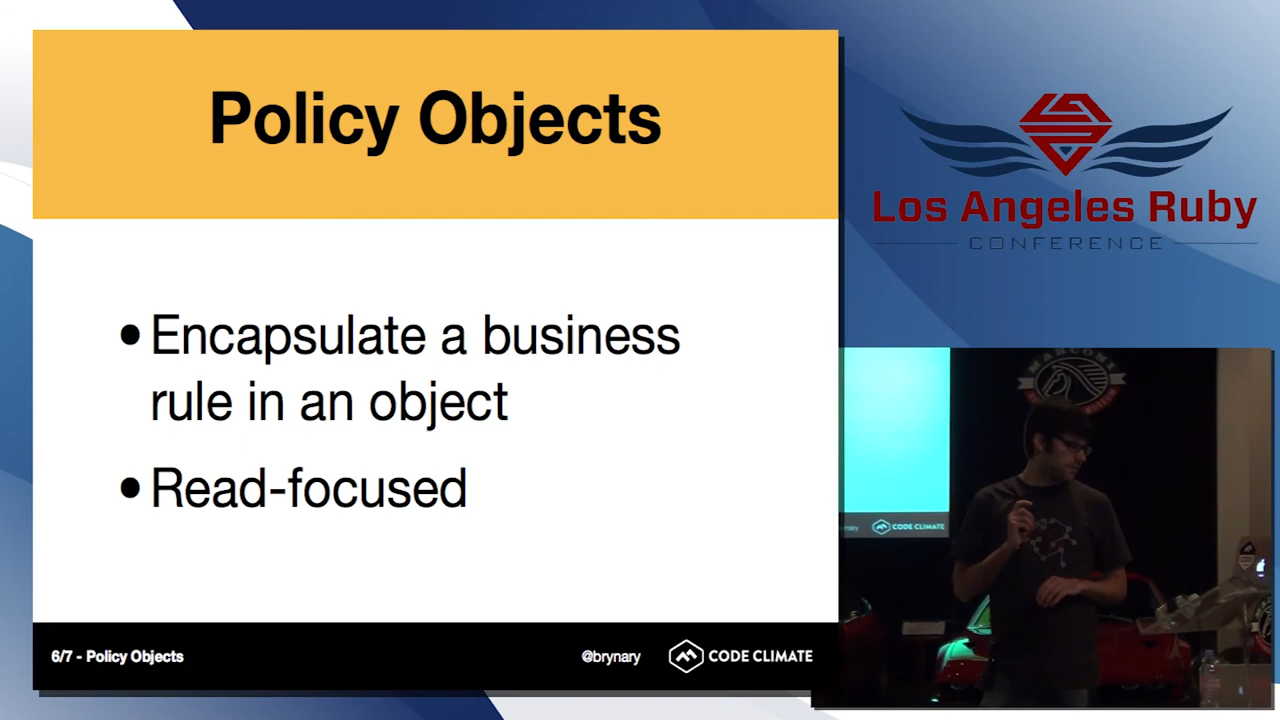 Policy Objects
• Encapsulate a business
rule in an object
• Read-focused
6/7 - Policy Objects
@brynary
CODE CLIMATE
Los Angeles Ruby
CONFERENCE
MARCONI
CODE CLIMATE